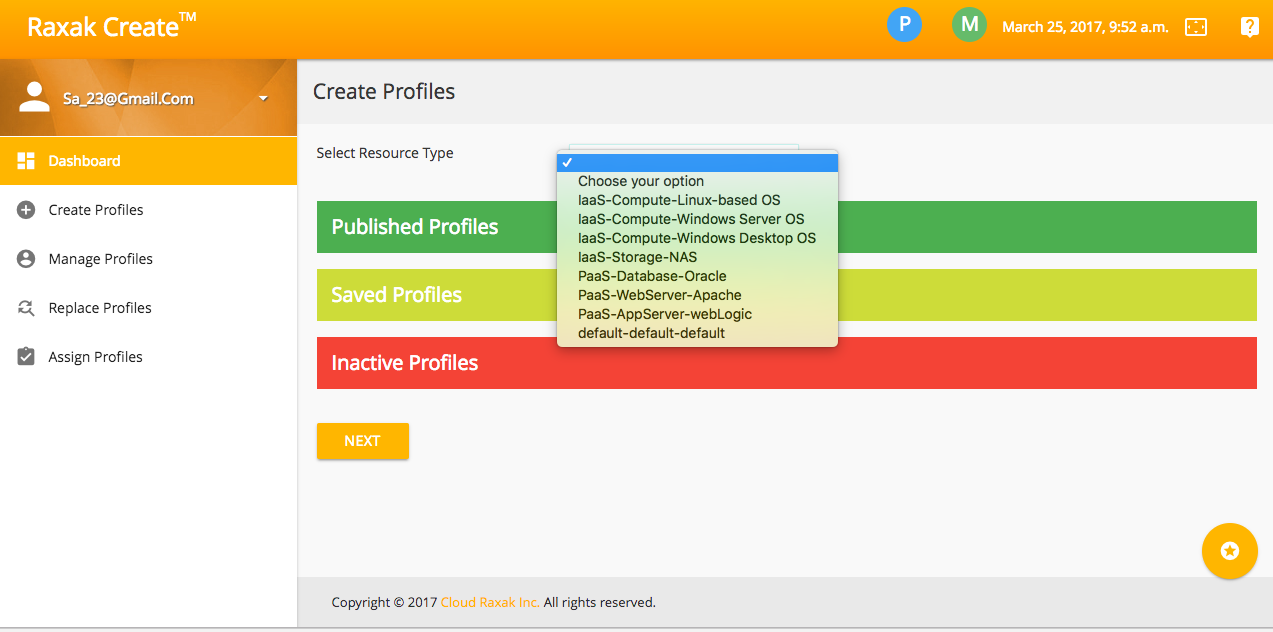 Raxak Create™
P
M
March 25, 2017, 9:52 a.m.
Sa_23@Gmail.Com
Dashboard
Create Profiles
Manage Profiles
Replace Profiles
Assign Profiles
Create Profiles
Select Resource Type
✓
Choose your option
IaaS-Compute-Linux-based OS
IaaS-Compute-Windows Server OS
IaaS-Compute-Windows Desktop OS
IaaS-Storage-NAS
PaaS-Database-Oracle
PaaS-WebServer-Apache
PaaS-AppServer-webLogic
default-default-default
Published Profiles
Saved Profiles
Inactive Profiles
NEXT
Copyright © 2017 Cloud Raxak Inc. All rights reserved.